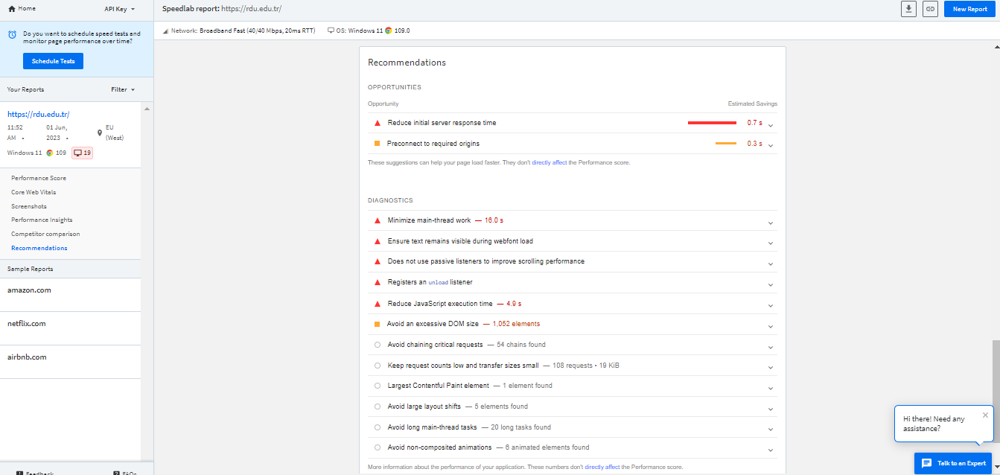 Home
API Key
Speedlab report: https://rdu.edu.tr/
New Report
Do you want to schedule speed tests and
monitor page performance over time?
Schedule Tests
Network: Broadband Fast (40/40 Mbps, 20ms RTT)
OS: Windows 11 109.0
Your Reports
Filter
https://rdu.edu.tr/
11:52 01 Jun, EU
AM • 2023 • (West)
Windows 11 109 19
Performance Score
Core Web Vitals
Screenshots
Performance Insights
Competitor comparison
Recommendations
Sample Reports
amazon.com
netflix.com
airbnb.com
Feedback
FAQs
Recommendations
OPPORTUNITIES
Opportunity Estimated Savings
Reduce initial server response time 0.7 s
Preconnect to required origins 0.3 s
These suggestions can help your page load faster. They don't directly affect the Performance score.
DIAGNOSTICS
Minimize main-thread work — 16.0 s
Ensure text remains visible during webfont load
Does not use passive listeners to improve scrolling performance
Registers an unload listener
Reduce JavaScript execution time — 4.9 s
Avoid an excessive DOM size — 1,052 elements
Avoid chaining critical requests — 54 chains found
Keep request counts low and transfer sizes small — 108 requests • 19 KiB
Largest Contentful Paint element — 1 element found
Avoid large layout shifts — 5 elements found
Avoid long main-thread tasks — 20 long tasks found
Avoid non-composited animations — 6 animated elements found
More information about the performance of your application. These numbers don't directly affect the Performance score.
Hi there! Need any
assistance?
Talk to an Expert